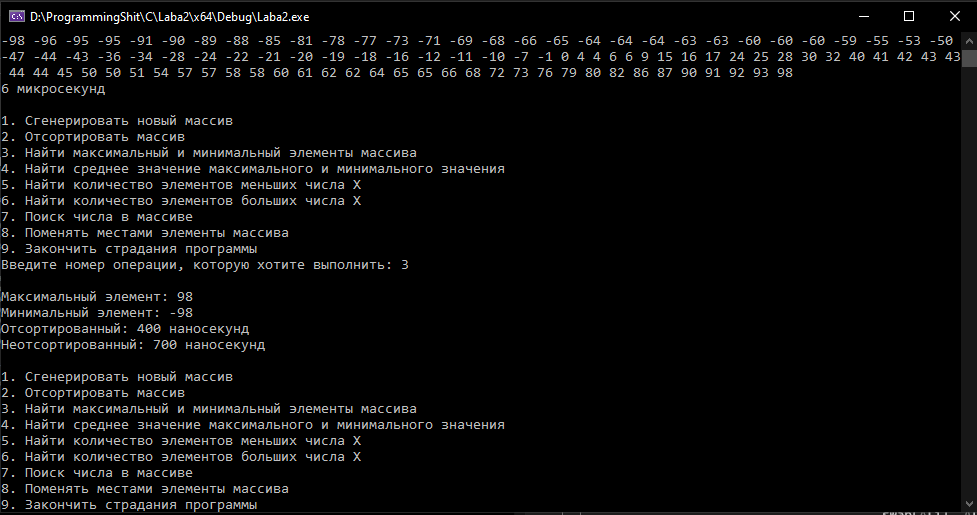 D:\ProgrammingShit\C\Laba2\x64\Debug\Laba2.exe
-98 -96 -95 -95 -91 -90 -89 -88 -85 -81 -78 -77 -73 -71 -69 -68 -66 -65 -64 -64 -64 -63 -63 -60 -60 -60 -59 -55 -53 -50
-47 -44 -43 -36 -34 -28 -24 -22 -21 -20 -19 -18 -16 -12 -11 -10 -7 -1 0 4 4 6 6 9 15 16 17 24 25 28 30 32 40 41 42 43 43
44 44 45 50 50 51 54 57 57 58 58 60 61 62 62 64 65 65 66 68 72 73 76 79 80 82 86 87 90 91 92 93 98
6 микросекунд
1. Сгенерировать новый массив
2. Отсортировать массив
3. Найти максимальный и минимальный элементы массива
4. Найти среднее значение максимального и минимального значения
5. Найти количество элементов меньших числа X
6. Найти количество элементов больших числа X
7. Поиск числа в массиве
8. Поменять местами элементы массива
9. Закончить страдания программы
Введите номер операции, которую хотите выполнить: 3
Максимальный элемент: 98
Минимальный элемент: -98
Отсортированный: 400 наносекунд
Неотсортированный: 700 наносекунд
1. Сгенерировать новый массив
2. Отсортировать массив
3. Найти максимальный и минимальный элементы массива
4. Найти среднее значение максимального и минимального значения
5. Найти количество элементов меньших числа X
6. Найти количество элементов больших числа X
7. Поиск числа в массиве
8. Поменять местами элементы массива
9. Закончить страдания программы